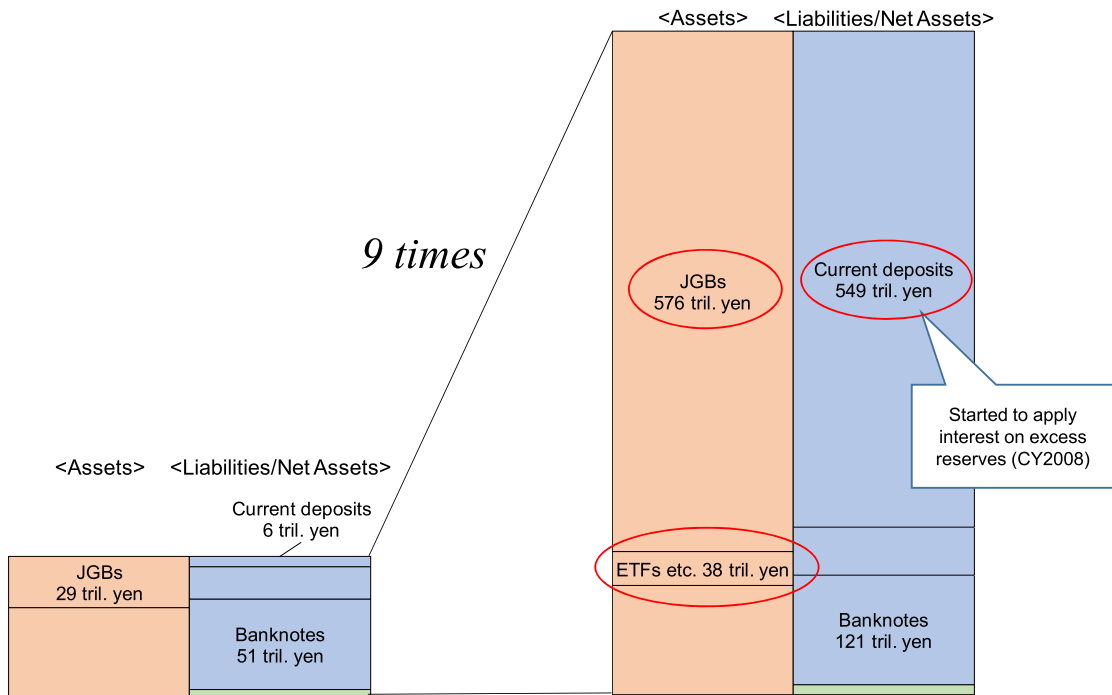 <Assets>
<Liabilities/Net Assets>
Current deposits
6 tril. yen
JGBs
29 tril. yen
Banknotes
51 tril. yen
9 times
<Assets>
<Liabilities/Net Assets>
JGBs
576 tril. yen
Current deposits
549 tril. yen
Started to apply
interest on excess
reserves (CY2008)
ETFs etc. 38 tril. yen
Banknotes
121 tril. yen